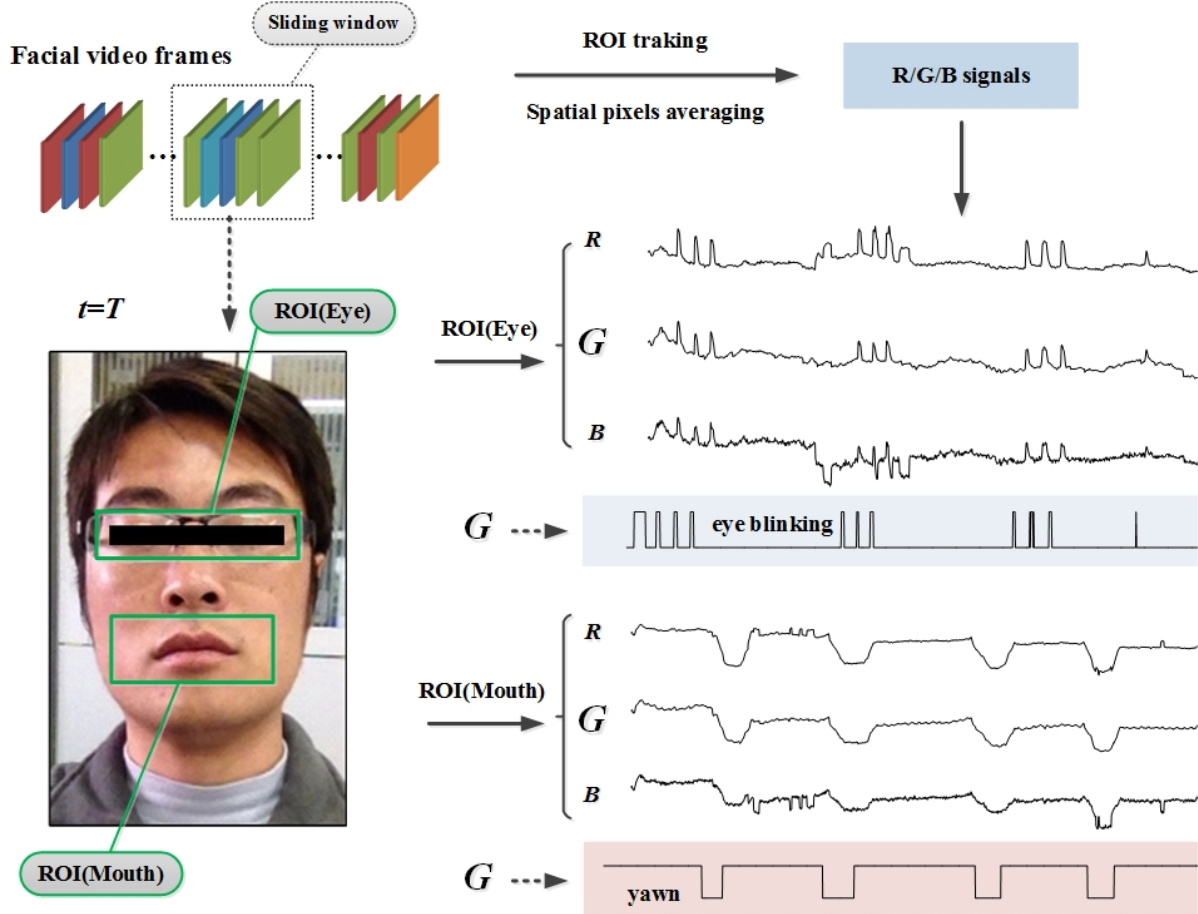 Sliding window
Facial video frames
ROI traking
Spatial pixels averaging
R/G/B signals
... ...
t=T
ROI(Eye)
ROI(Eye)
R
G
B
G
eye blinking
ROI(Mouth)
R
G
B
ROI(Mouth)
G
yawn